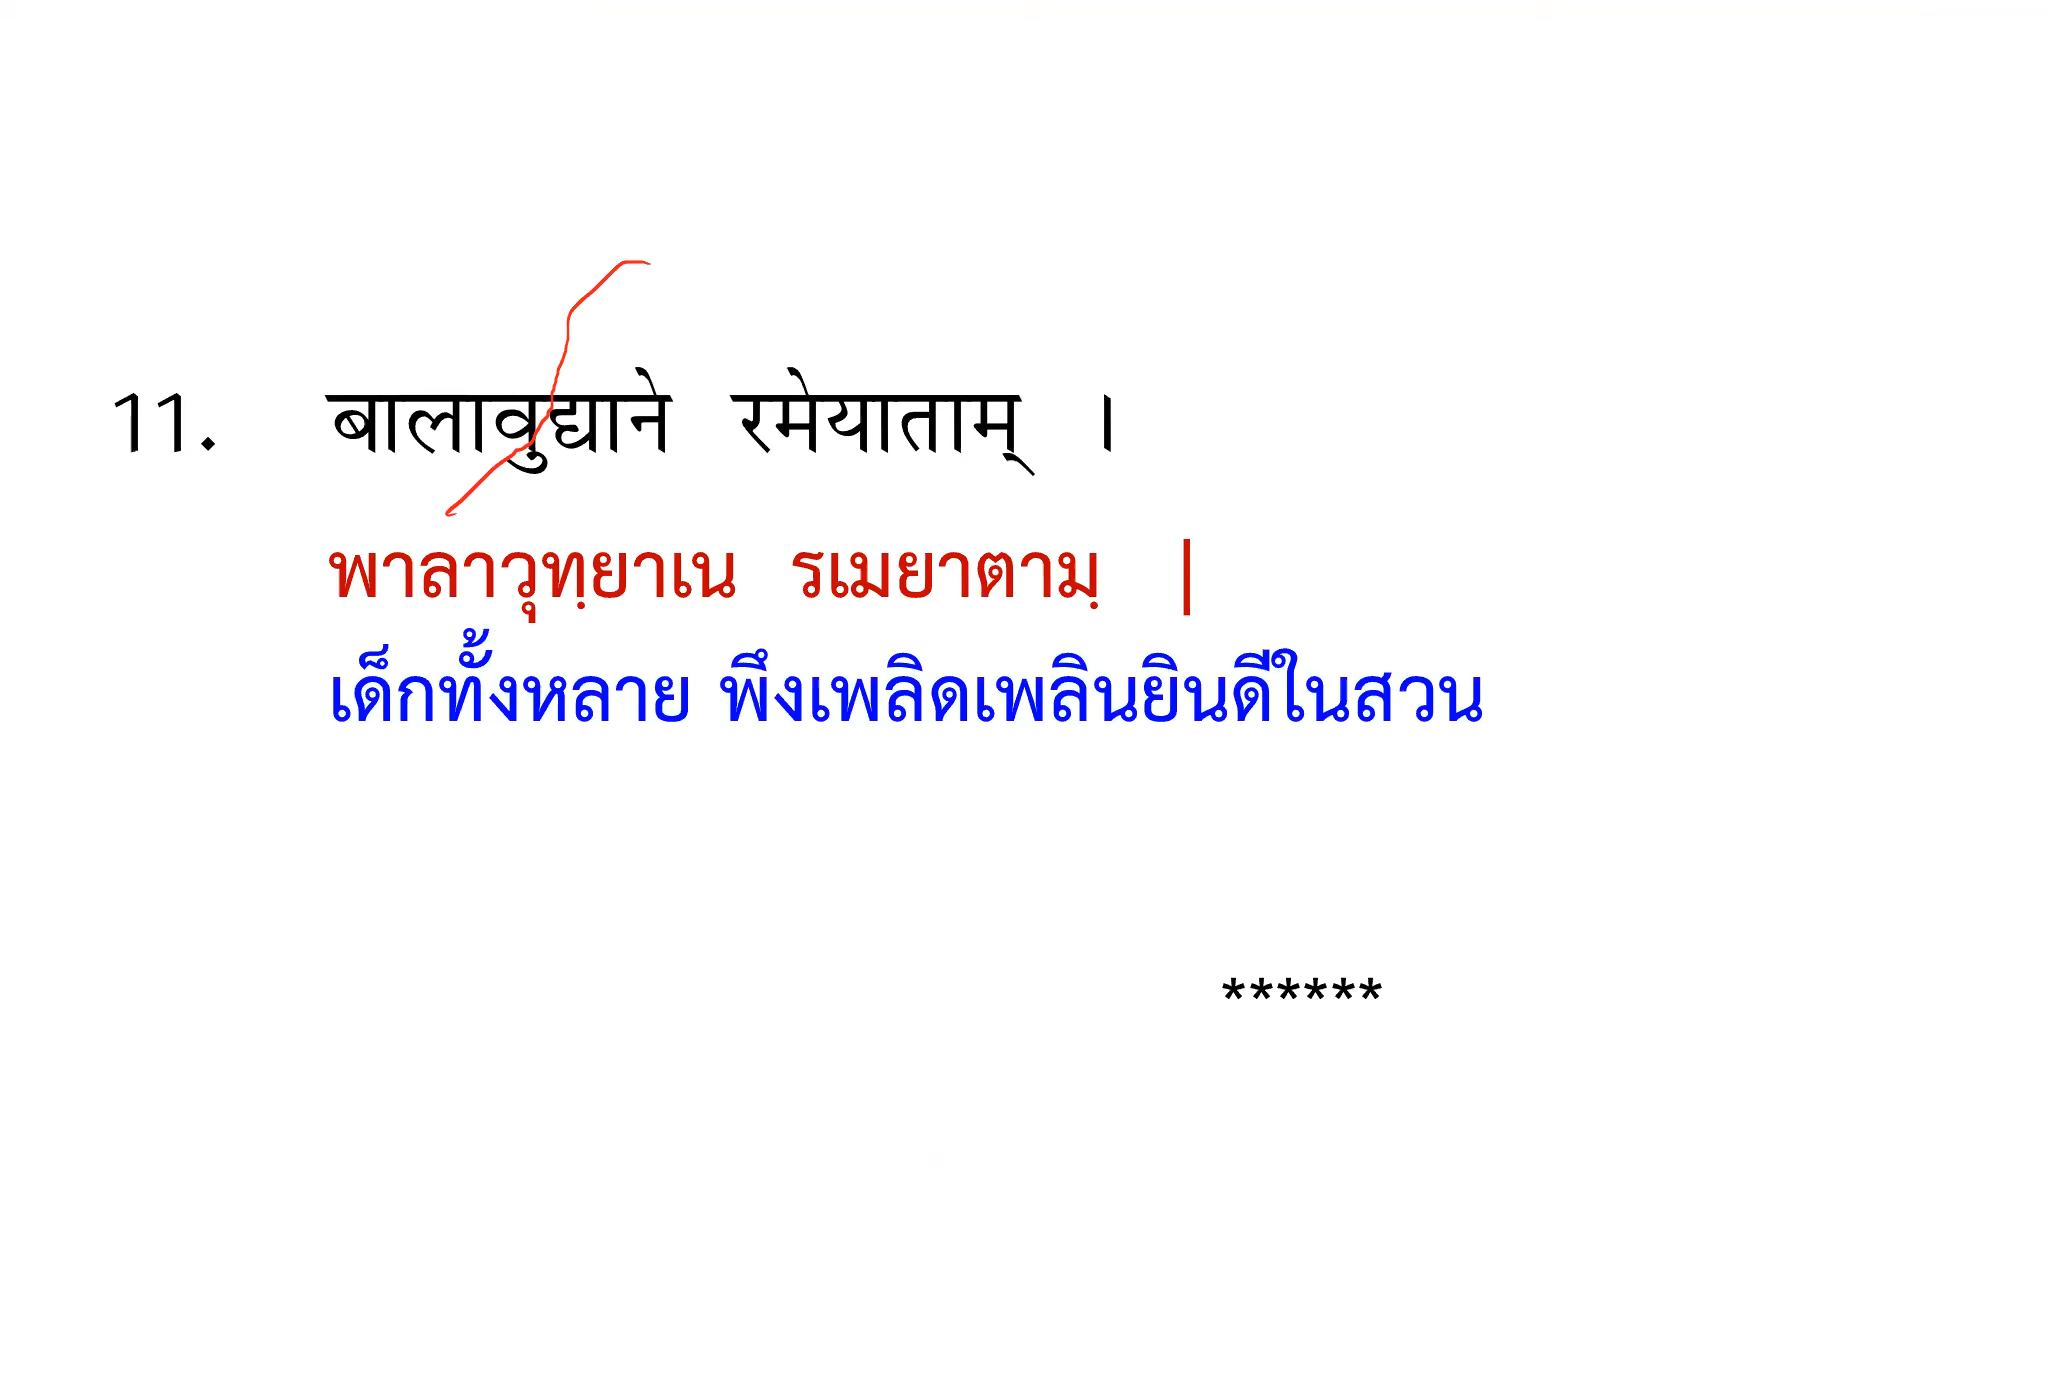 11. बालावुद्याने रमेयाताम् ।
พาลาวุทฺยาเน รเมยาตามฺ |
เด็กทั้งหลาย พึงเพลิดเพลินยินดีในสวน
******